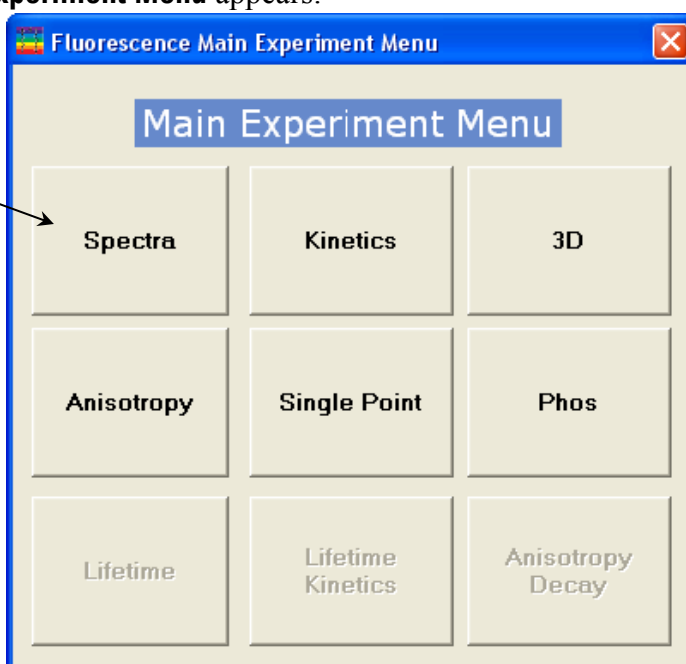 Experiment Menu appears:
Fluorescence Main Experiment Menu
Main Experiment Menu
Spectra
Kinetics
3D
Anisotropy
Single Point
Phos
Lifetime
Lifetime
Kinetics
Anisotropy
Decay